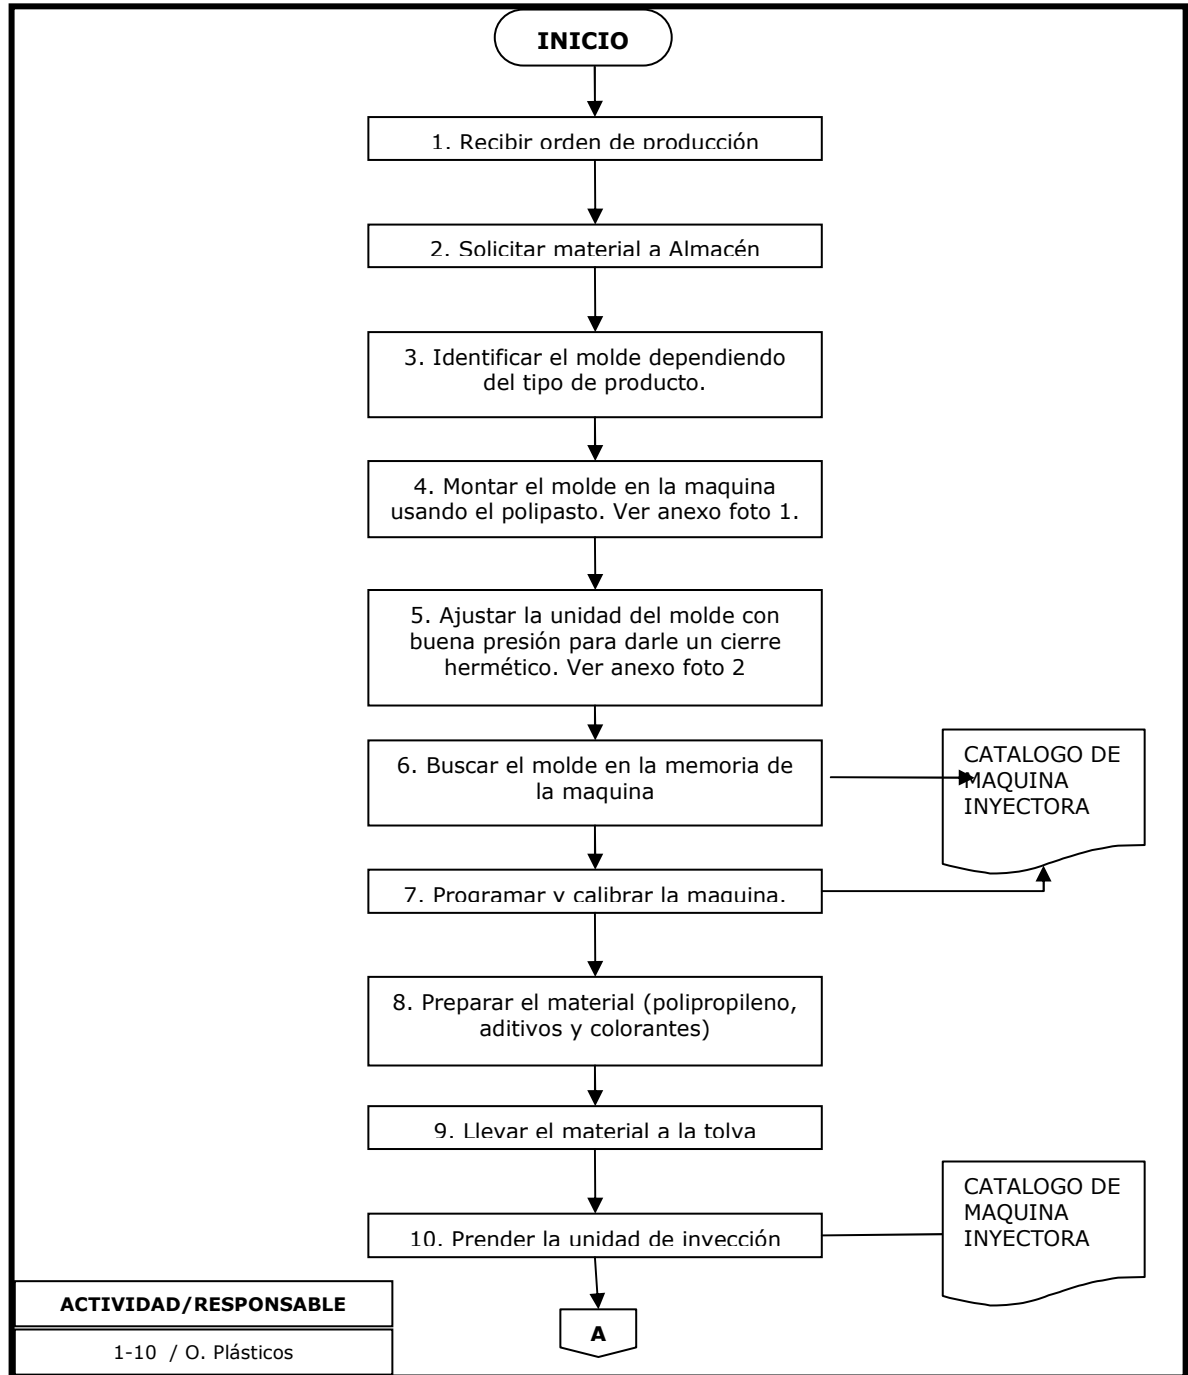 INICIO
1. Recibir orden de producción
2. Solicitar material a Almacén
3. Identificar el molde dependiendo
del tipo de producto.
4. Montar el molde en la maquina
usando el polipasto. Ver anexo foto 1.
5. Ajustar la unidad del molde con
buena presión para darle un cierre
hermético. Ver anexo foto 2
6. Buscar el molde en la memoria de
la maquina
CATALOGO DE
MAQUINA
INYECTORA
7. Programar y calibrar la maquina.
8. Preparar el material (polipropileno,
aditivos y colorantes)
9. Llevar el material a la tolva
10. Prender la unidad de inyección
CATALOGO DE
MAQUINA
INYECTORA
A
ACTIVIDAD/RESPONSABLE
1-10 / O. Plásticos